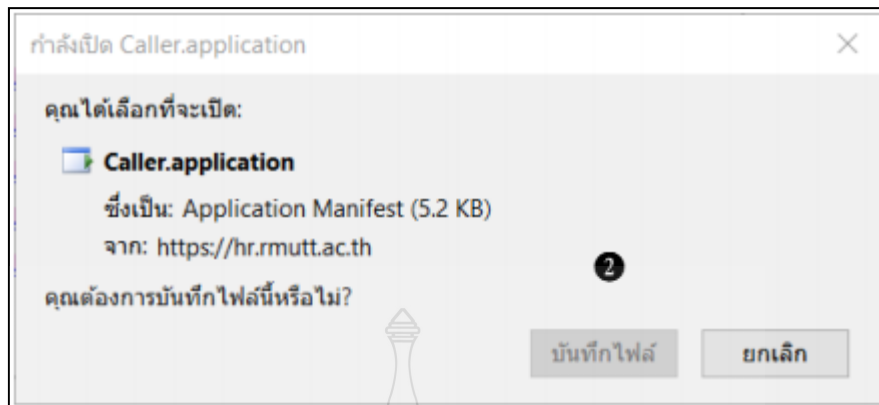 กำลังเปิด Caller.application
คุณได้เลือกที่จะเปิด:
Caller.application
ซึ่งเป็น: Application Manifest (5.2 KB)
จาก: https://hr.rmutt.ac.th
2
คุณต้องการบันทึกไฟล์นี้หรือไม่?
บันทึกไฟล์ ยกเลิก